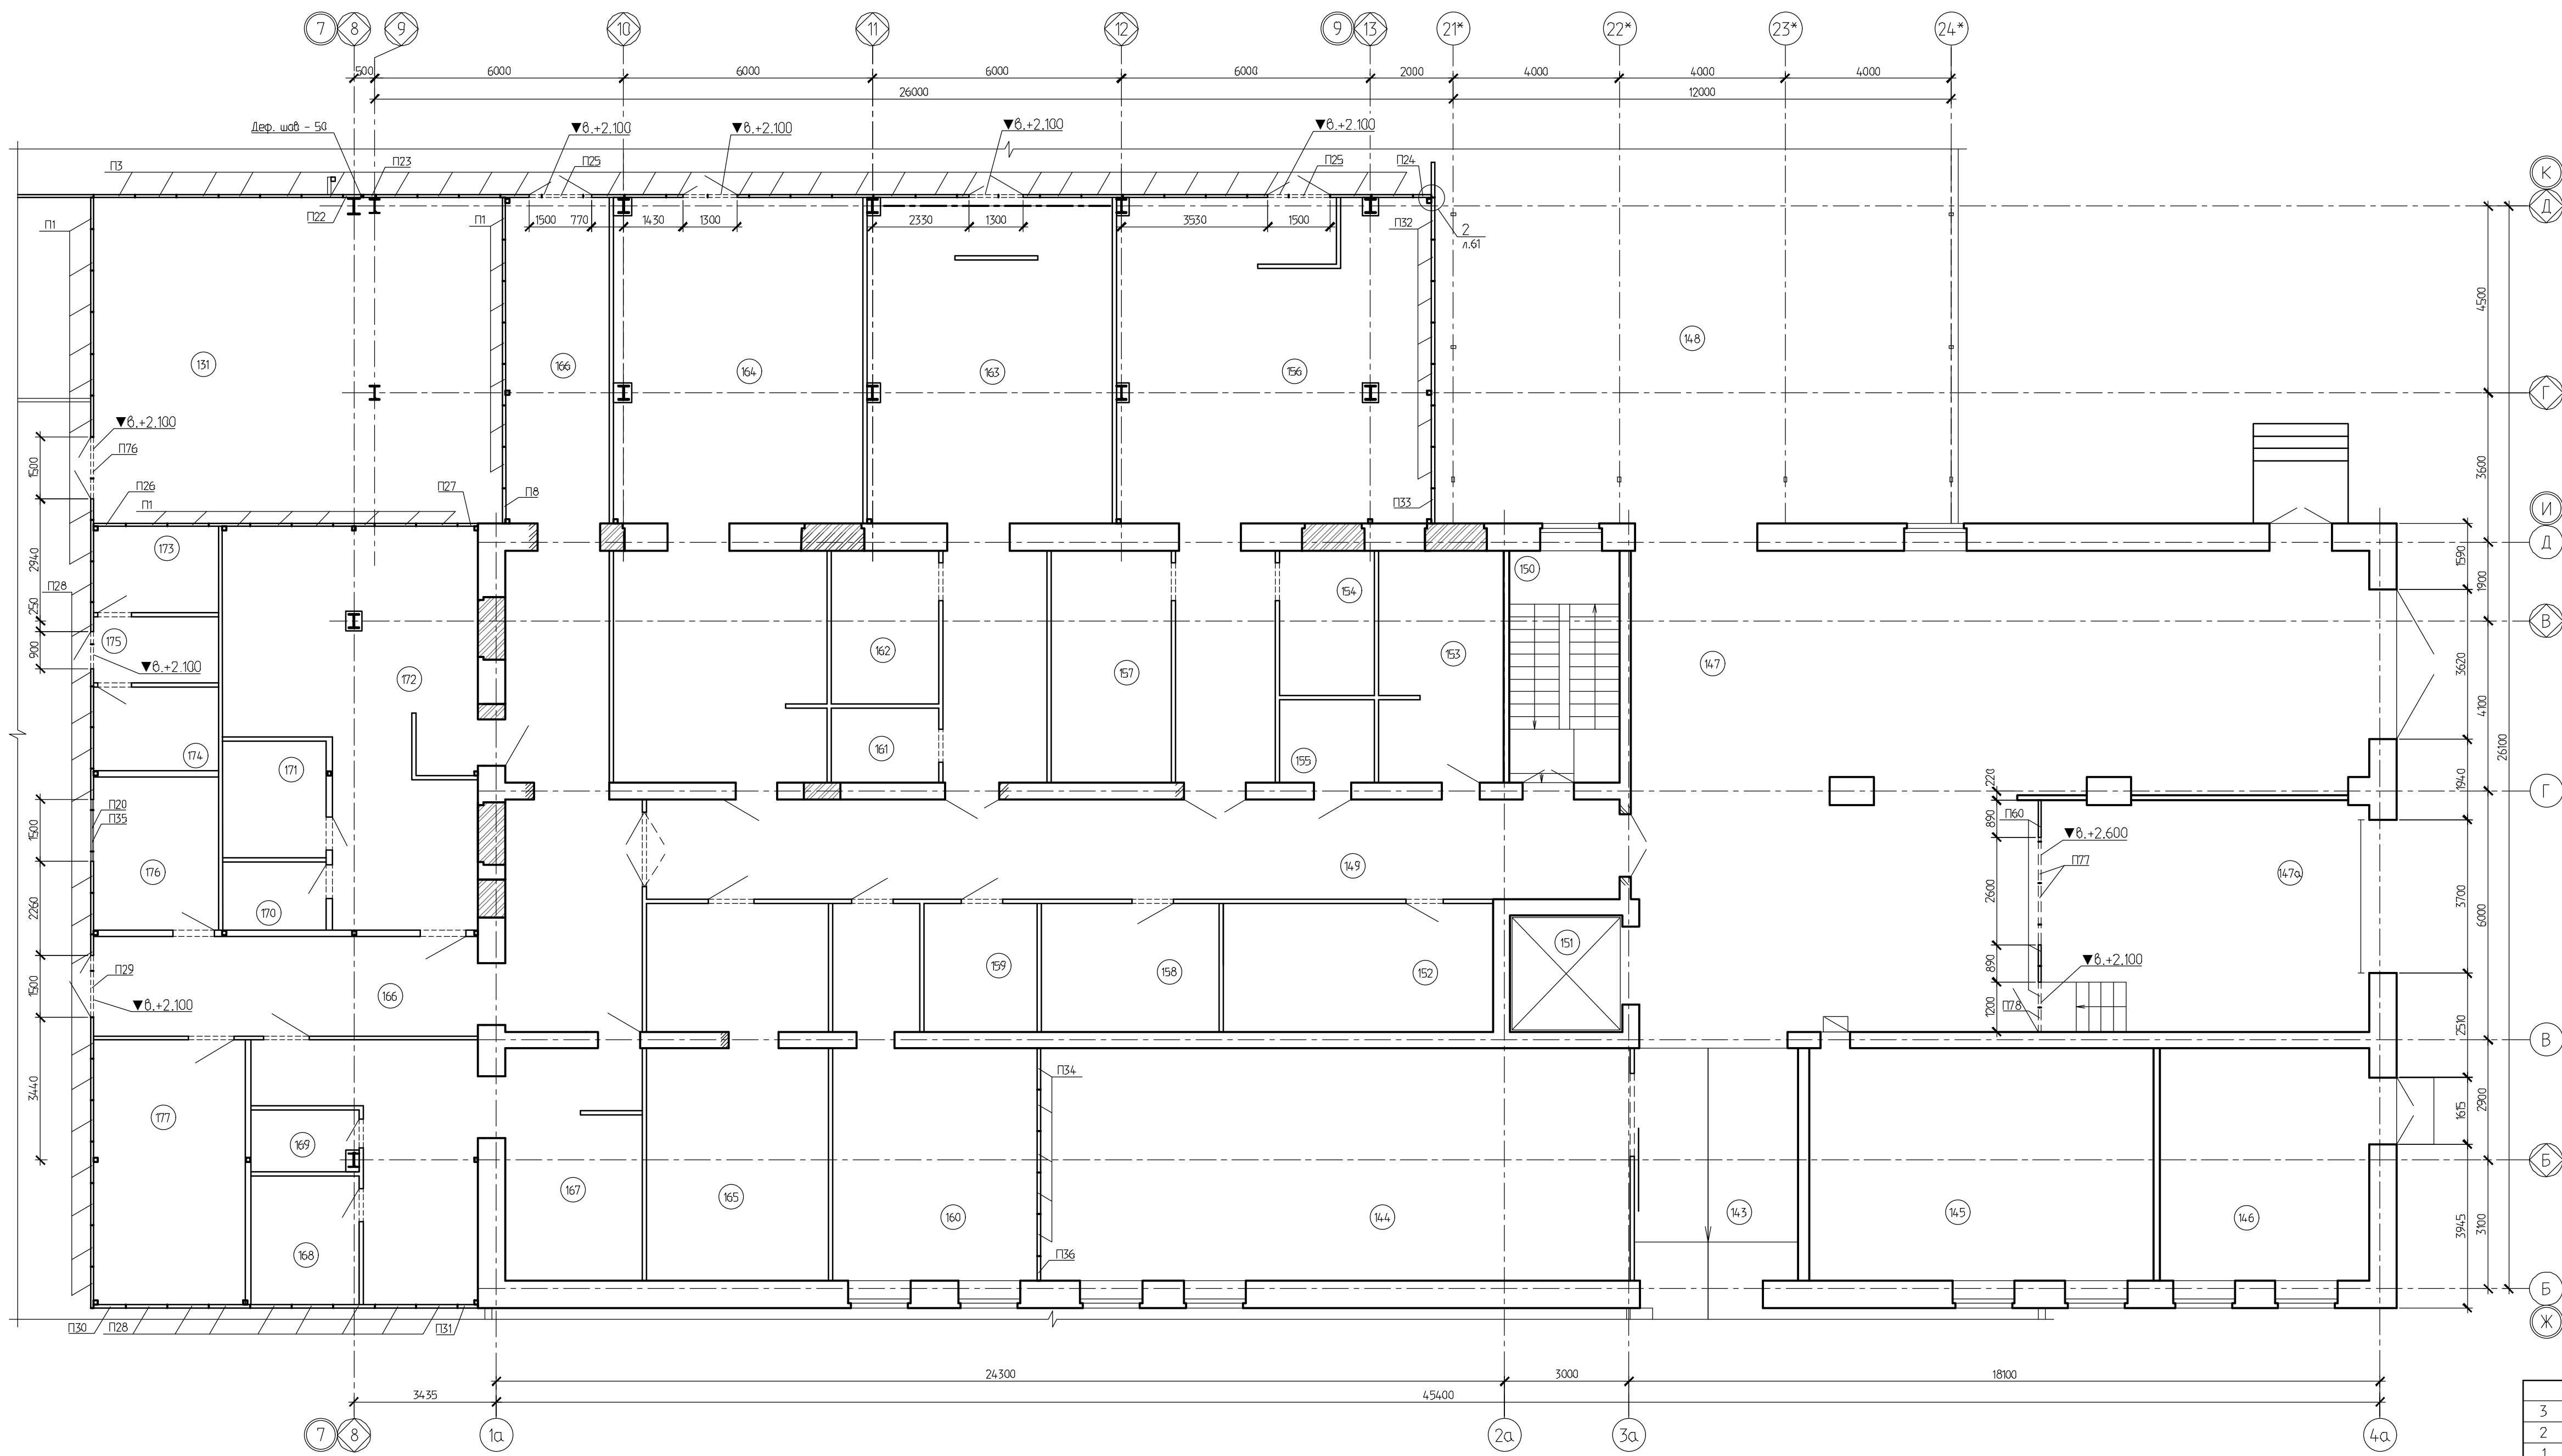 7 8 9 10 11 12 9 13 21* 22* 23* 24*
500 6000 6000 6000 6000 2000 4000 4000 4000
26000 12000
Деф. шов - 50
▼в.+2,100 ▼в.+2,100 ▼в.+2,100 ▼в.+2,100
П3 П23 П25 П25 П24
К
Д
П22
П1 П1
1500 770 1430 1300 2330 1300 3530 1500
П32
2
л.61
4500
148
131 166 164 163 156
Г
▼в.+2,100
П76
1500
3600
П26 П27 П8
П1
П33
И
Д
173 150
2940
1590
1900
П28
154
250
175
В
900
▼в.+2,100
162 153 147
172 157
3620
4100
26100
174 171 161 155
220
1940
Г
П20
П35
1500
890
П60
▼в.+2,600
П77
176 149 147а
2600
3700
2260
170
6000
151
890
П29
159 158 152
▼в.+2,100
166
1500
▼в.+2,100
1200
П78
2510
В
П34
3440
177
169
1615
2900
Б
167 165 160 144 143 145 146
168
П36
3945
3100
Б
Ж
П30 П28 П31
24300 3000 18100
3435 45400
7 8 1а 2а 3а 4а
3
2
1